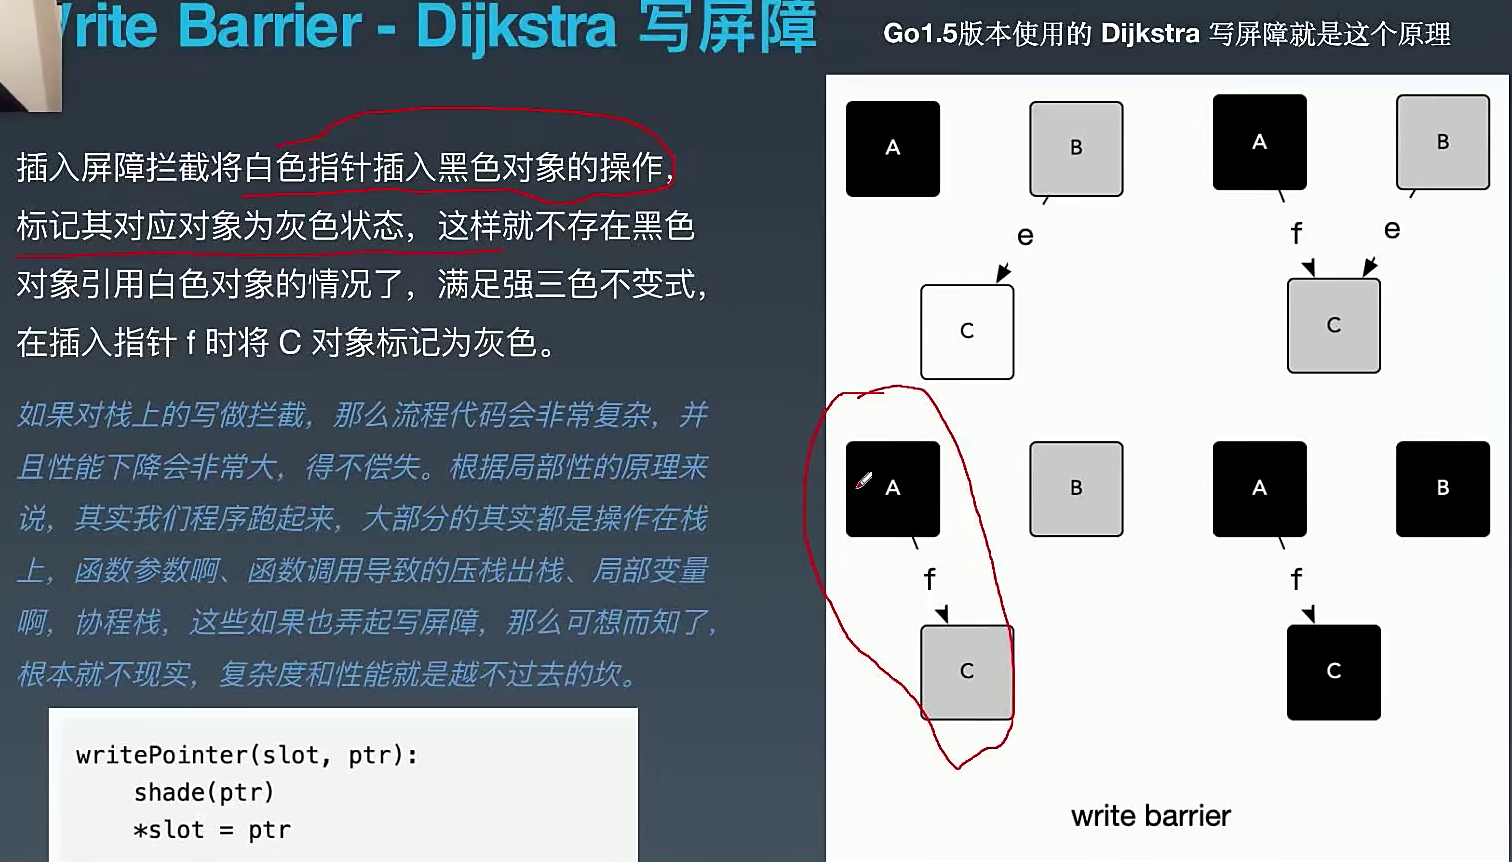 rite Barrier - Dijkstra 写屏障
Go1.5版本使用的 Dijkstra 写屏障就是这个原理
插入屏障拦截将白色指针插入黑色对象的操作，
标记其对应对象为灰色状态，这样就不存在黑色
对象引用白色对象的情况了，满足强三色不变式，
在插入指针 f 时将 C 对象标记为灰色。
如果对栈上的写做拦截，那么流程代码会非常复杂，并
且性能下降会非常大，得不偿失。根据局部性的原理来
说，其实我们程序跑起来，大部分的其实都是操作在栈
上，函数参数啊、函数调用导致的压栈出栈、局部变量
啊，协程栈，这些如果也弄起写屏障，那么可想而知了，
根本就不现实，复杂度和性能就是越不过去的坎。
writePointer(slot, ptr):
shade(ptr)
*slot = ptr
A
B
e
C
A
B
f
e
C
A
B
f
C
A
B
f
C
write barrier